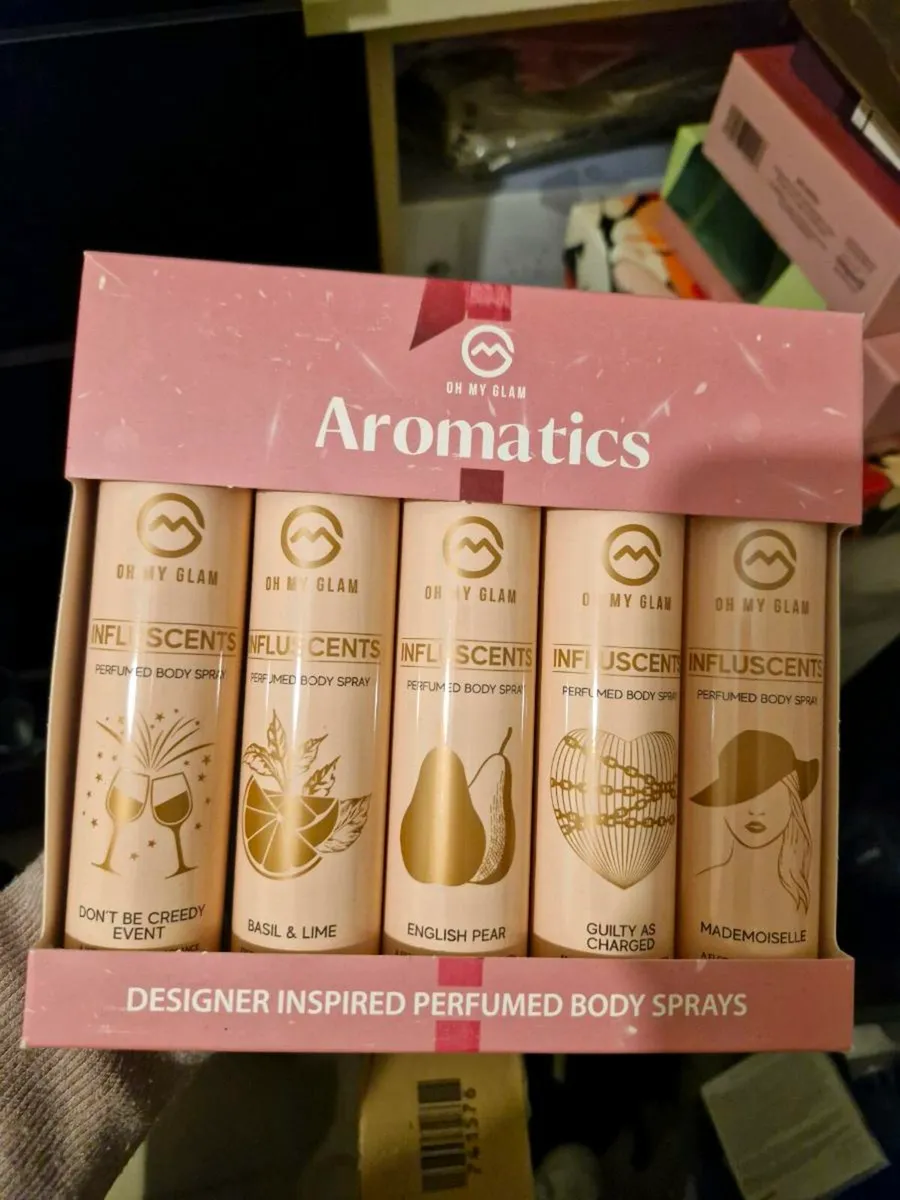 OH MY GLAM
Aromatics
OH MY GLAM
INFLUSCENTS
PERFUMED BODY SPRAY
DON'T BE CREEDY
EVENT
OH MY GLAM
INFLUSCENTS
PERFUMED BODY SPRAY
BASIL & LIME
OH MY GLAM
INFLUSCENTS
PERFUMED BODY SPRAY
ENGLISH PEAR
OH MY GLAM
INFLUSCENTS
PERFUMED BODY SPRAY
GUILTY AS
CHARGED
OH MY GLAM
INFLUSCENTS
PERFUMED BODY SPRAY
MADEMOISELLE
DESIGNER INSPIRED PERFUMED BODY SPRAYS